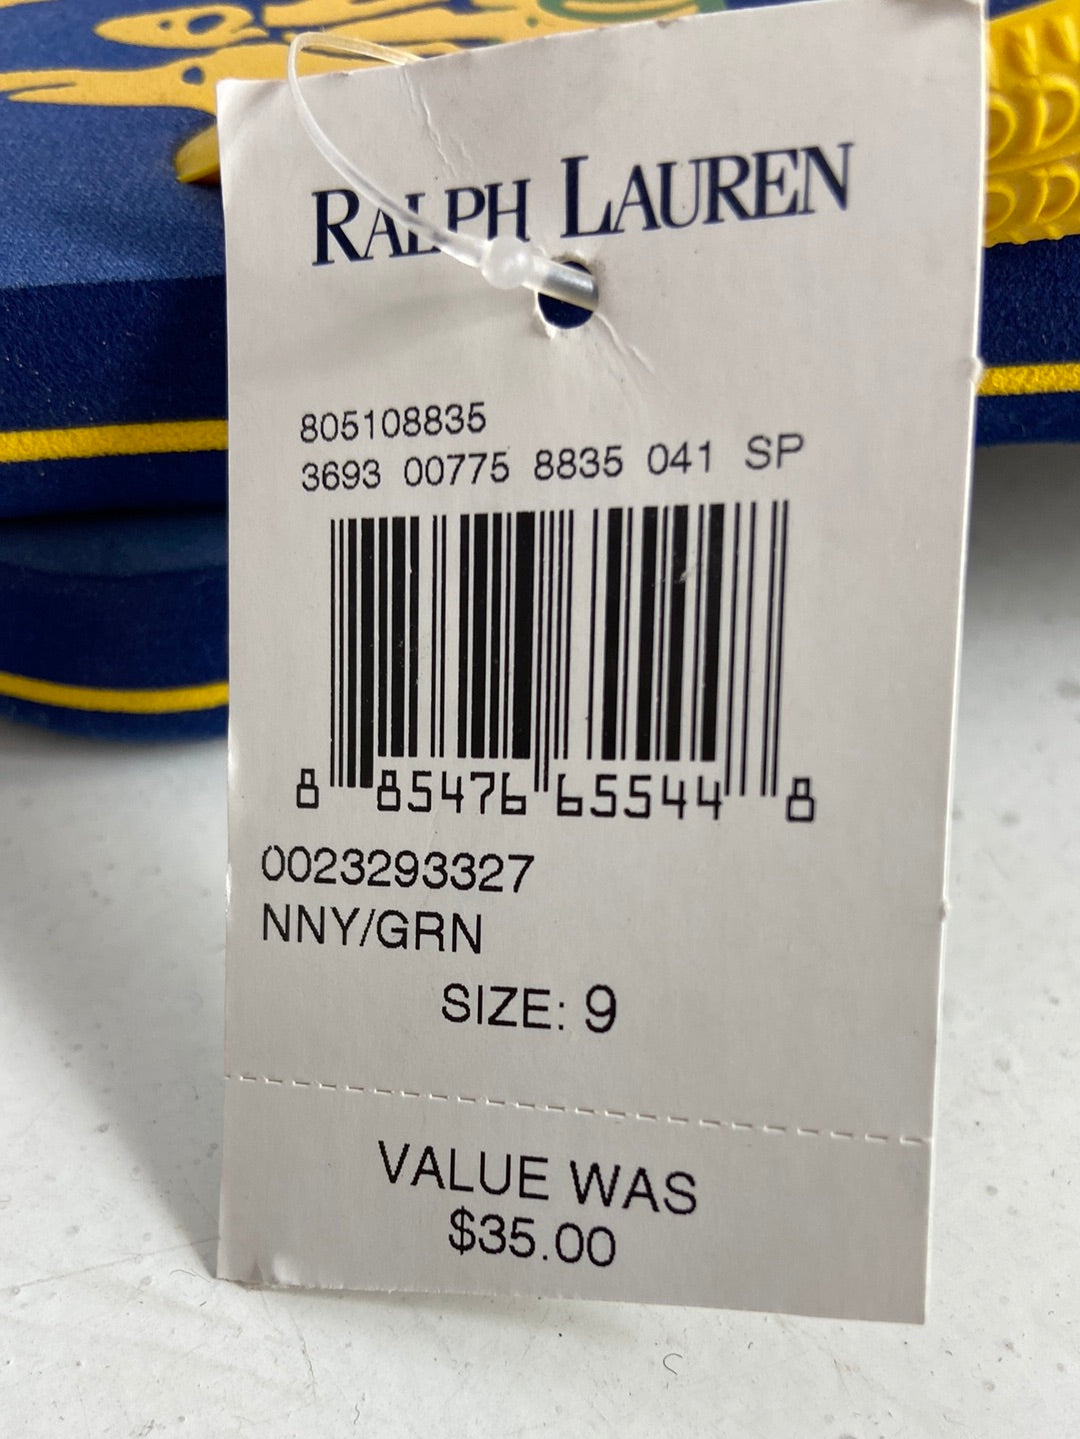 RALPH LAUREN
805108835
3693 00775 8835 041 SP
8 85476 65544 8
0023293327
NNY/GRN
SIZE: 9
VALUE WAS
$35.00